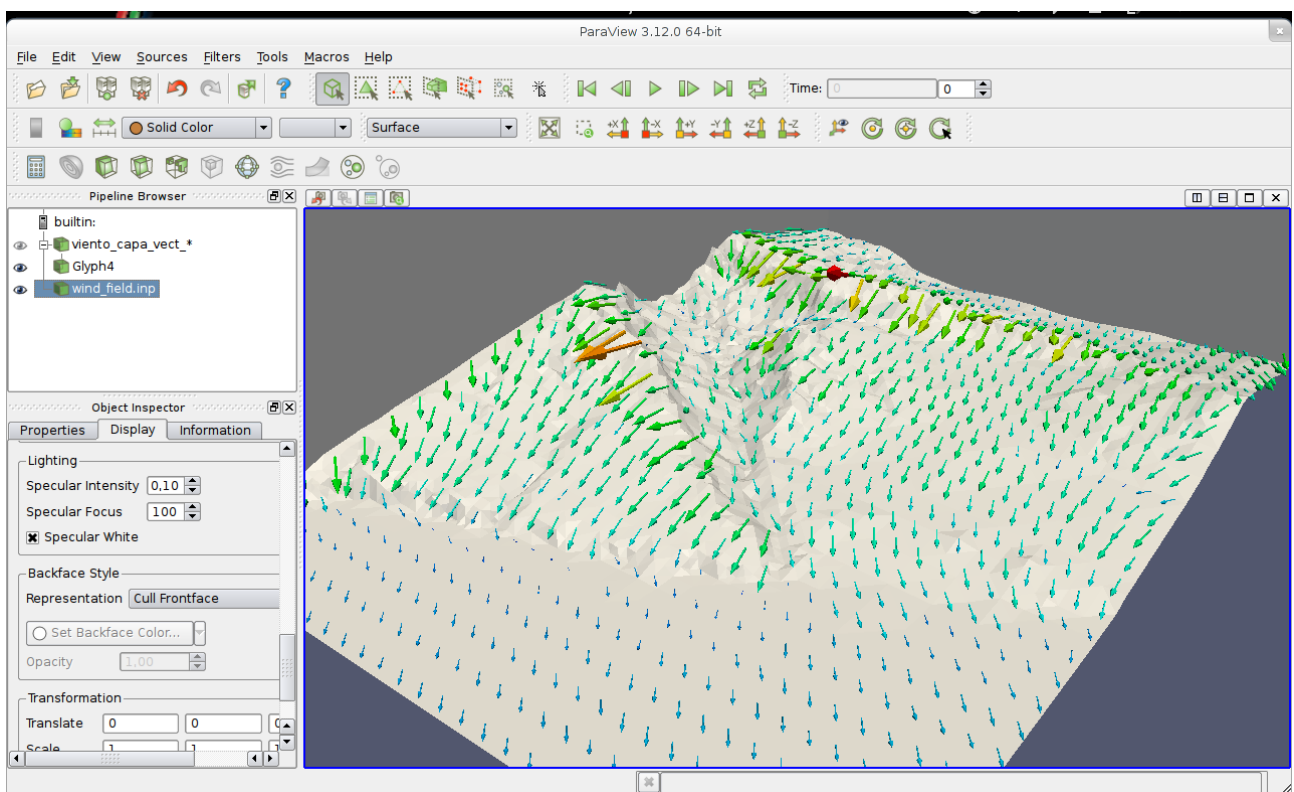 ParaView 3.12.0 64-bit
File Edit View Sources Filters Tools Macros Help
? Time: 0 0
Solid Color Surface +X -X +Y -Y +Z -Z
Pipeline Browser
builtin:
viento_capa_vect_*
Glyph4
wind_field.inp
Object Inspector
Properties Display Information
Lighting
Specular Intensity 0,10
Specular Focus 100
Specular White
Backface Style
Representation Cull Frontface
Set Backface Color...
Opacity 1.00
Transformation
Translate 0 0
Scale 1 1